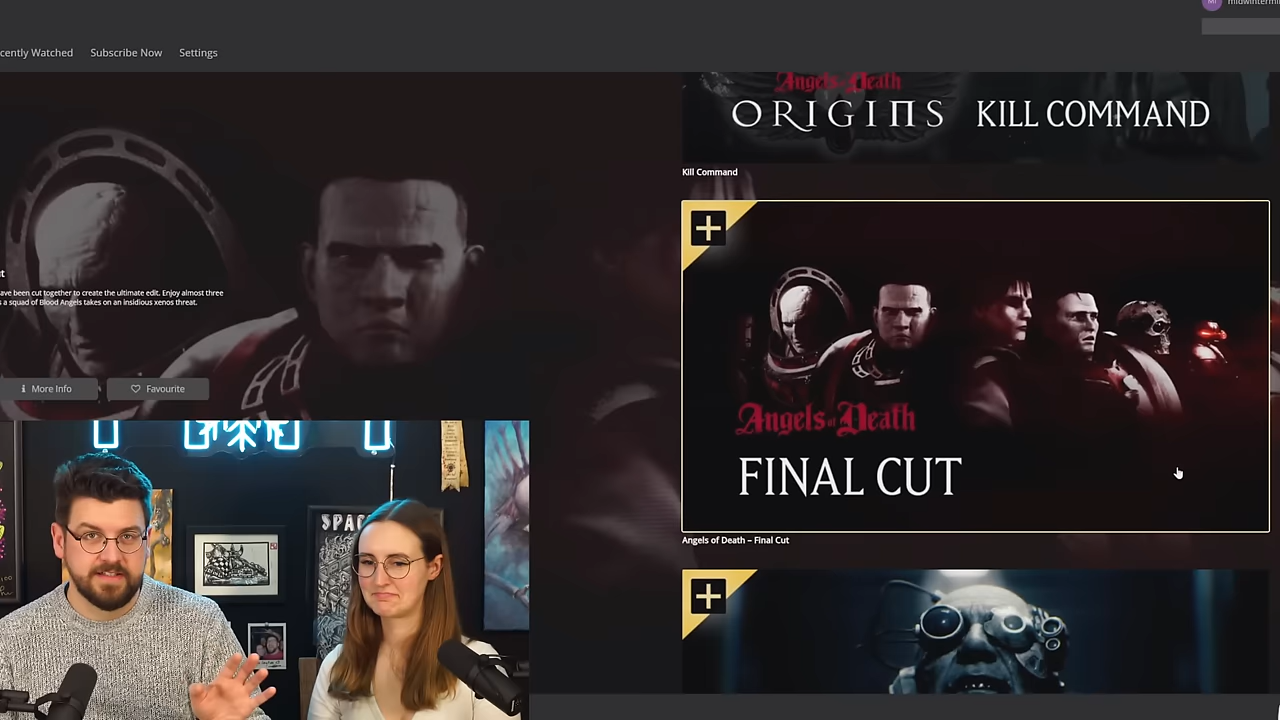 cently Watched
Subscribe Now
Settings
Angels of Death
ORIGINS KILL COMMAND
Kill Command
ut
ave been cut together to create the ultimate edit. Enjoy almost three
s a squad of Blood Angels takes on an insidious xenos threat.
More Info
Favourite
Angels of Death
FINAL CUT
Angels of Death – Final Cut
SPAC